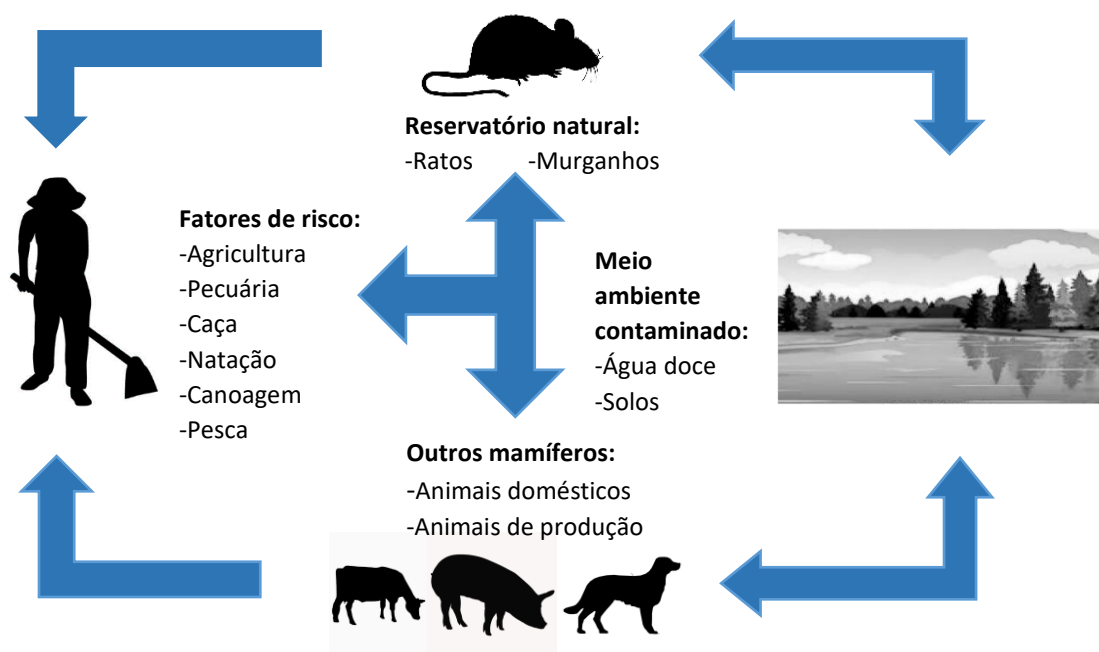 Reservatório natural:
-Ratos -Murganhos
Fatores de risco:
-Agricultura
-Pecuária
-Caça
-Natação
-Canoagem
-Pesca
Meio
ambiente
contaminado:
-Água doce
-Solos
Outros mamíferos:
-Animais domésticos
-Animais de produção